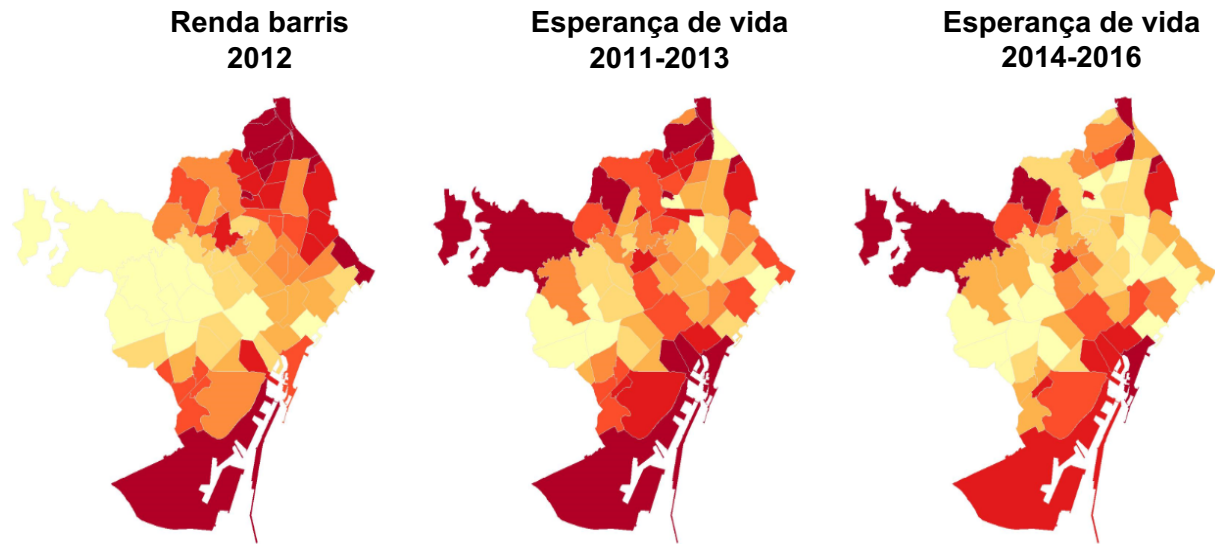 Renda barris
2012
Esperança de vida
2011-2013
Esperança de vida
2014-2016